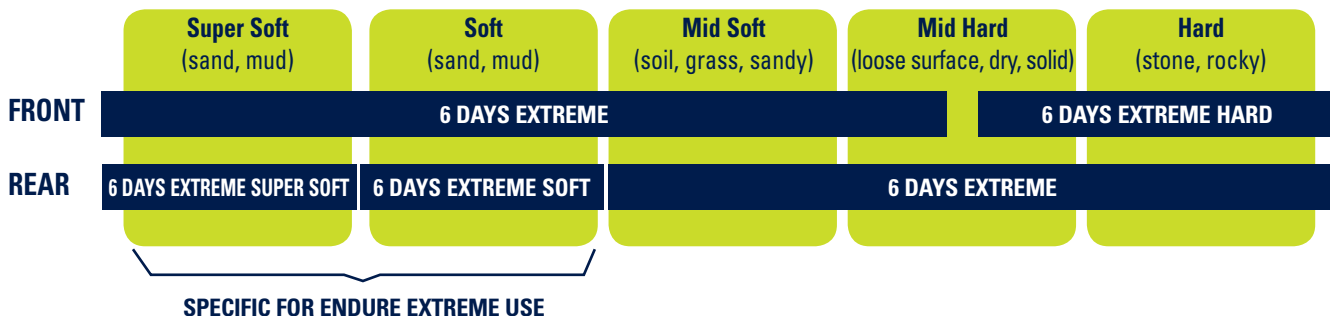 Super Soft
(sand, mud)
Soft
(sand, mud)
Mid Soft
(soil, grass, sandy)
Mid Hard
(loose surface, dry, solid)
Hard
(stone, rocky)
FRONT
6 DAYS EXTREME
6 DAYS EXTREME HARD
REAR
6 DAYS EXTREME SUPER SOFT
6 DAYS EXTREME SOFT
6 DAYS EXTREME
SPECIFIC FOR ENDURE EXTREME USE